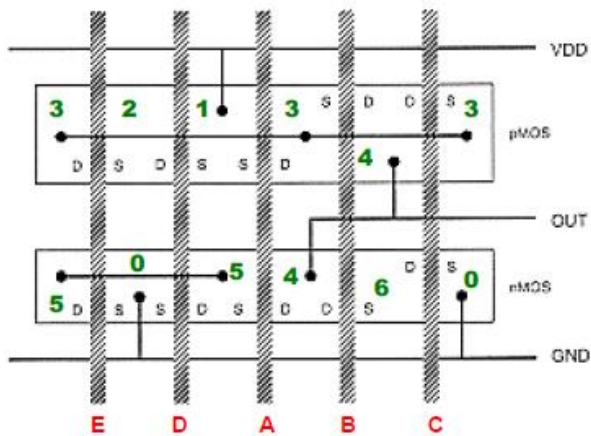 VDD
3 2 1 3 S D D S 3
pMOS
D S D S S D 4
OUT
0 5 4 6 D S 0
nMOS
5 D S S D S D D S
GND
E D A B C